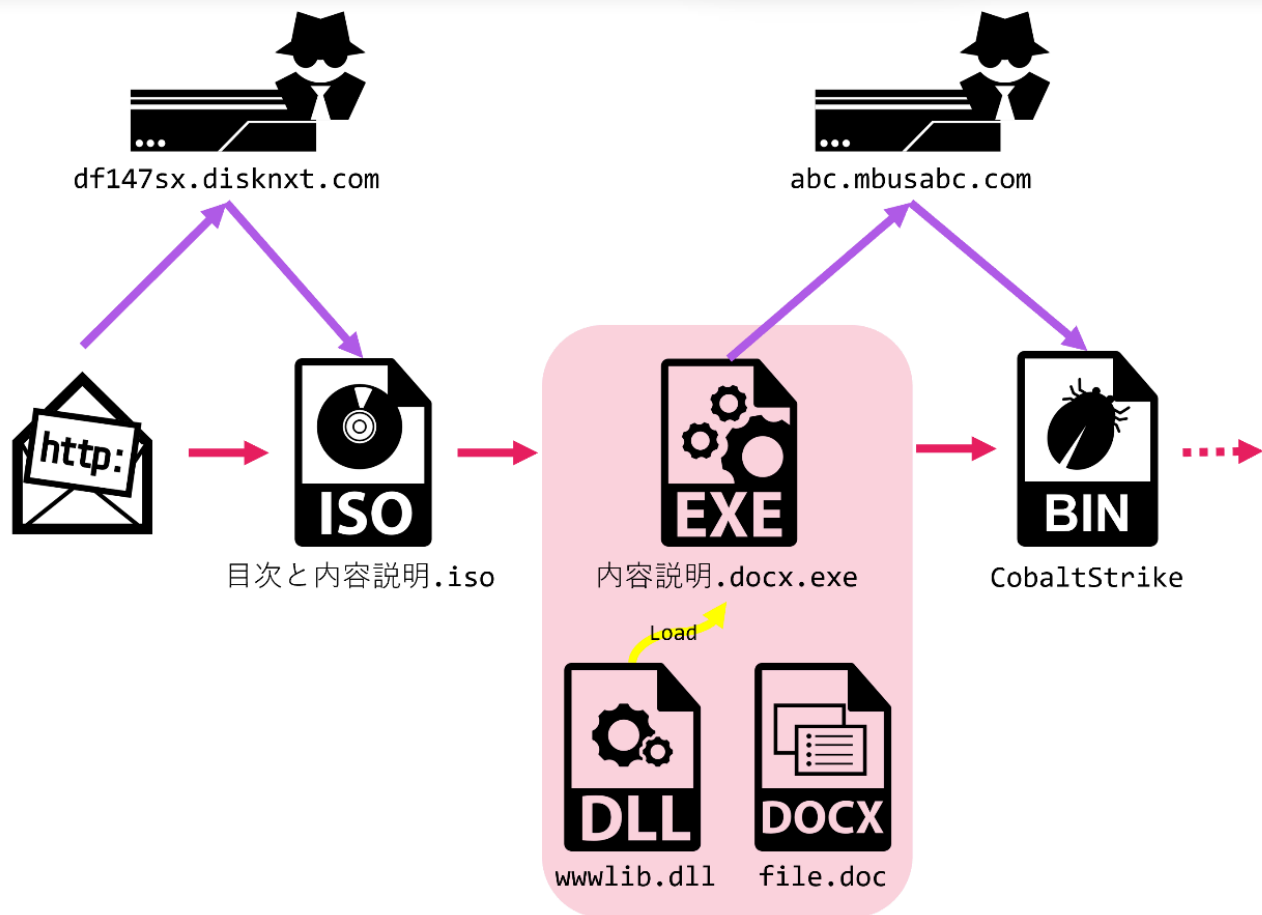 df147sx.disknxt.com
abc.mbusabc.com
http:
ISO
EXE
BIN
目次と内容説明.iso
内容説明.docx.exe
CobaltStrike
Load
DLL
DOCX
wwwlib.dll
file.doc